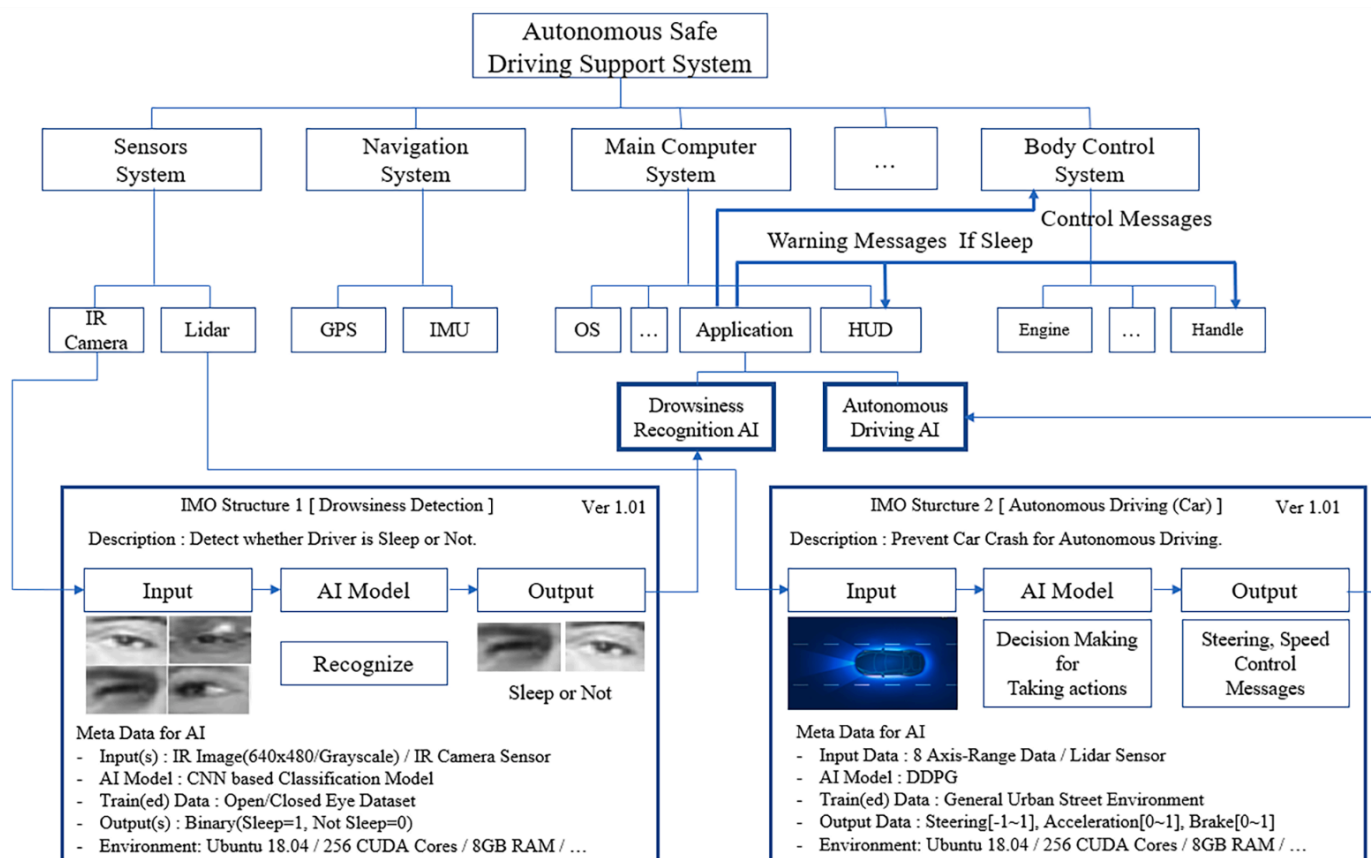 Autonomous Safe
Driving Support System
Sensors
System
Navigation
System
Main Computer
System
...
Body Control
System
Control Messages
Warning Messages If Sleep
IR
Camera
Lidar
GPS
IMU
OS
...
Application
HUD
Engine
...
Handle
Drowsiness
Recognition AI
Autonomous
Driving AI
IMO Structure 1 [ Drowsiness Detection ]
Ver 1.01
Description : Detect whether Driver is Sleep or Not.
Input
AI Model
Output
Recognize
Sleep or Not
Meta Data for AI
- Input(s) : IR Image(640x480/Grayscale) / IR Camera Sensor
- AI Model : CNN based Classification Model
- Train(ed) Data : Open/Closed Eye Dataset
- Output(s) : Binary(Sleep=1, Not Sleep=0)
- Environment: Ubuntu 18.04 / 256 CUDA Cores / 8GB RAM / ...
IMO Sturcture 2 [ Autonomous Driving (Car) ]
Ver 1.01
Description : Prevent Car Crash for Autonomous Driving.
Input
AI Model
Output
Decision Making
for
Taking actions
Steering, Speed
Control
Messages
Meta Data for AI
- Input Data : 8 Axis-Range Data / Lidar Sensor
- AI Model : DDPG
- Train(ed) Data : General Urban Street Environment
- Output Data : Steering[-1~1], Acceleration[0~1], Brake[0~1]
- Environment: Ubuntu 18.04 / 256 CUDA Cores / 8GB RAM / ...